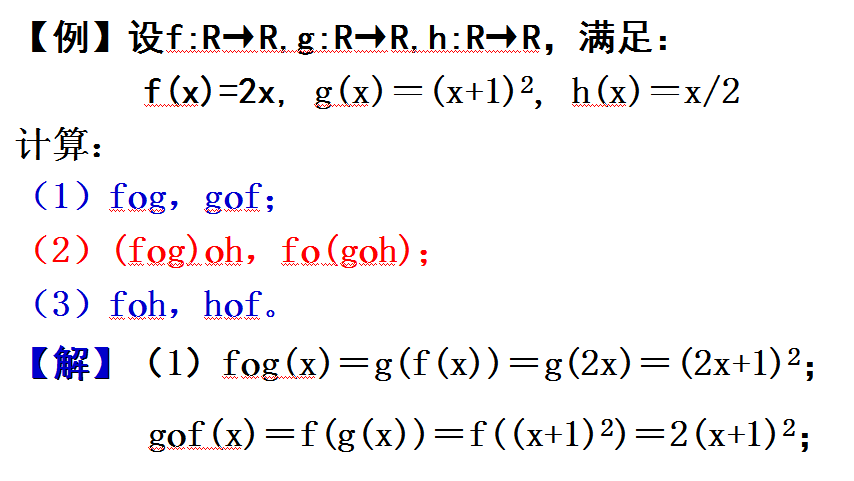 【例】设f:R→R,g:R→R,h:R→R，满足：
f(x)=2x, g(x)＝(x+1)², h(x)＝x/2
计算：
（1）fog，gof；
（2）(fog)oh，fo(goh)；
（3）foh，hof。
【解】（1）fog(x)＝g(f(x))＝g(2x)＝(2x+1)²；
gof(x)＝f(g(x))＝f((x+1)²)＝2(x+1)²；